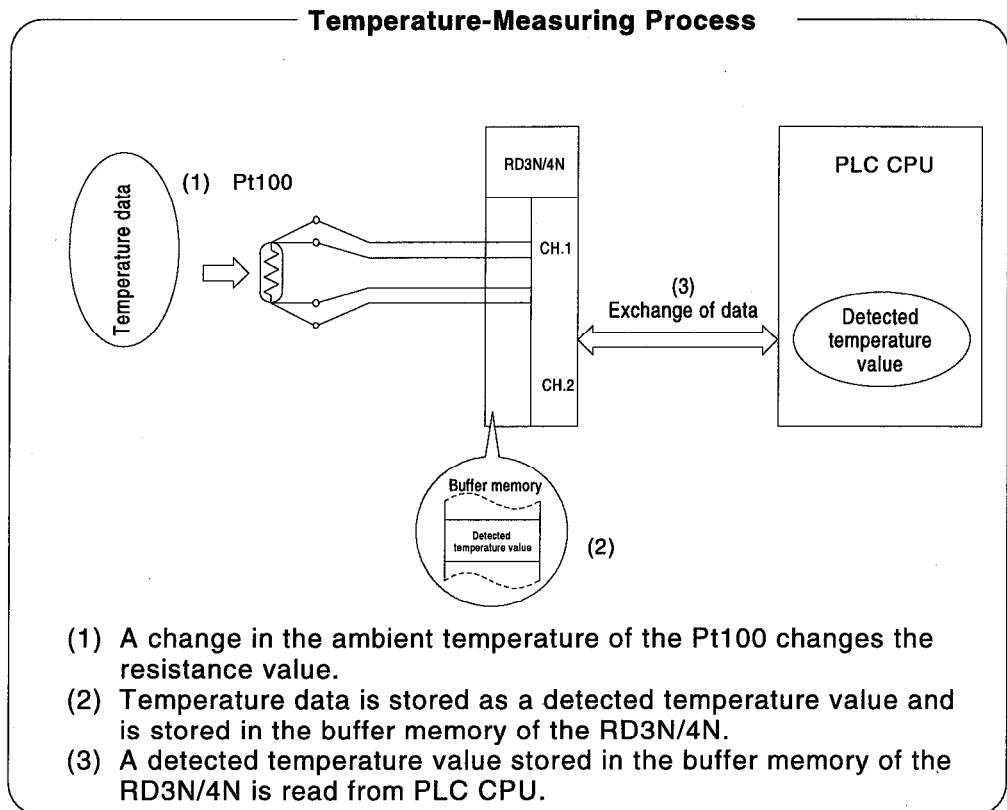 Temperature-Measuring Process
Temperature data
(1) Pt100
RD3N/4N
CH.1
CH.2
(3)
Exchange of data
PLC CPU
Detected
temperature
value
Buffer memory
Detected
temperature value
(2)
(1) A change in the ambient temperature of the Pt100 changes the
resistance value.
(2) Temperature data is stored as a detected temperature value and
is stored in the buffer memory of the RD3N/4N.
(3) A detected temperature value stored in the buffer memory of the
RD3N/4N is read from PLC CPU.